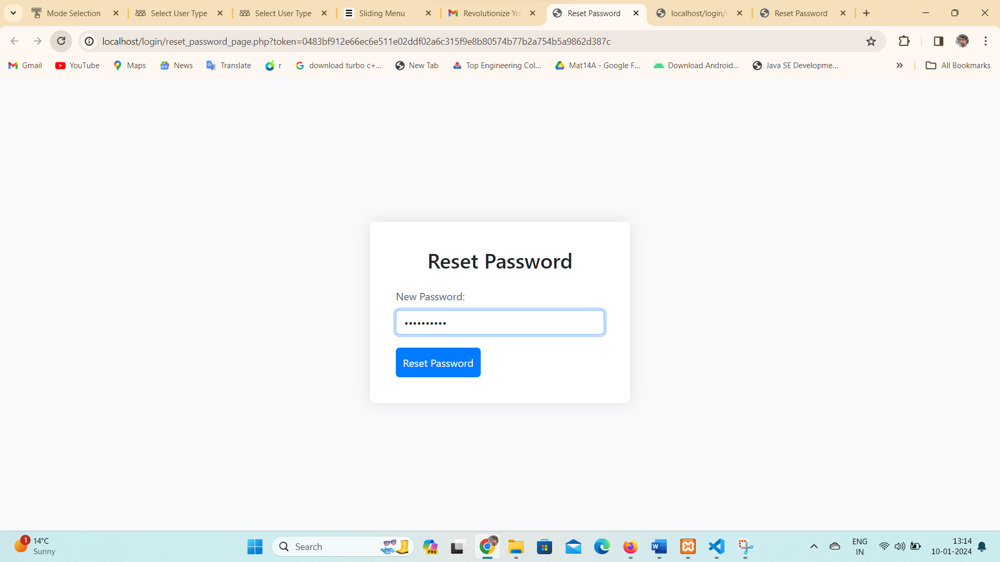 Mode Selection
Select User Type
Select User Type
Sliding Menu
Revolutionize Yo
Reset Password
localhost/login/r
Reset Password
localhost/login/reset_password_page.php?token=0483bf912e66ec6e511e02ddf02a6c315f9e8b80574b77b2a754b5a9862d387c
Gmail
YouTube
Maps
News
Translate
r
download turbo c+...
New Tab
Top Engineering Col...
Mat14A - Google F...
Download Android...
Java SE Developme...
All Bookmarks
Reset Password
New Password:
Reset Password
1
14°C
Sunny
Search
PRE
ENG
IN
13:14
10-01-2024